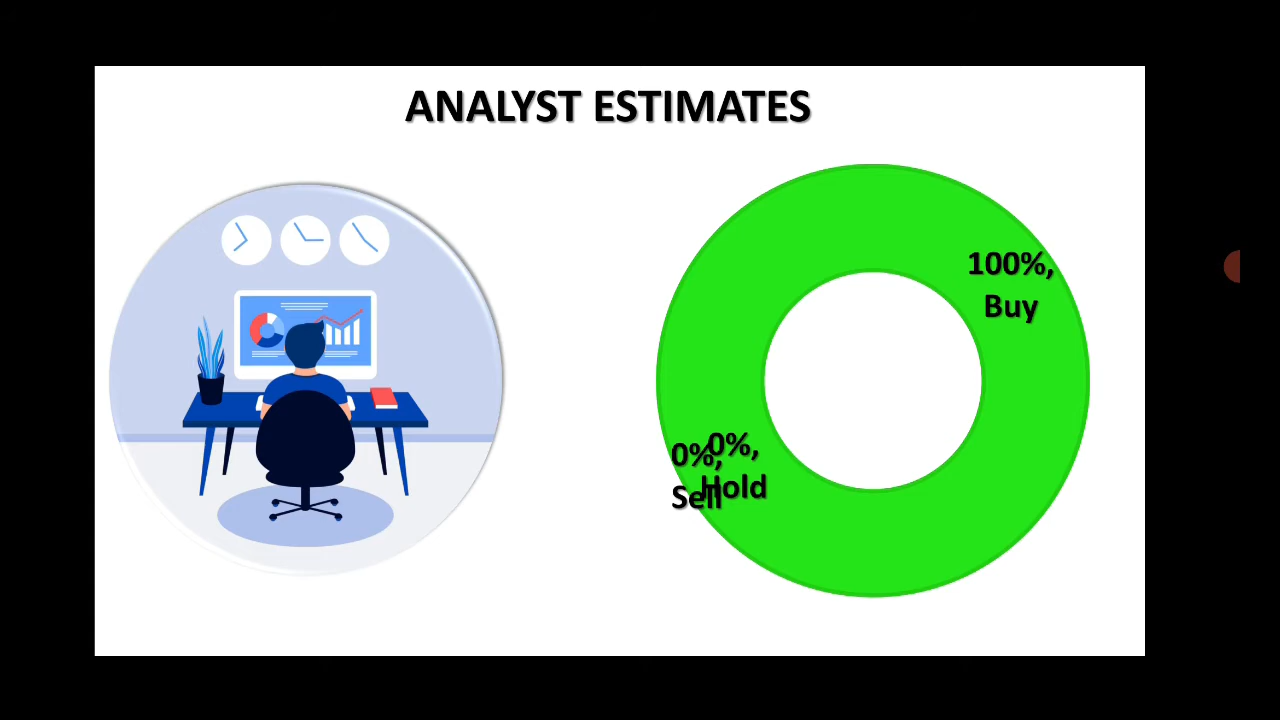 ANALYST ESTIMATES
100%,
Buy
0%,
Hold
0%,
Sell